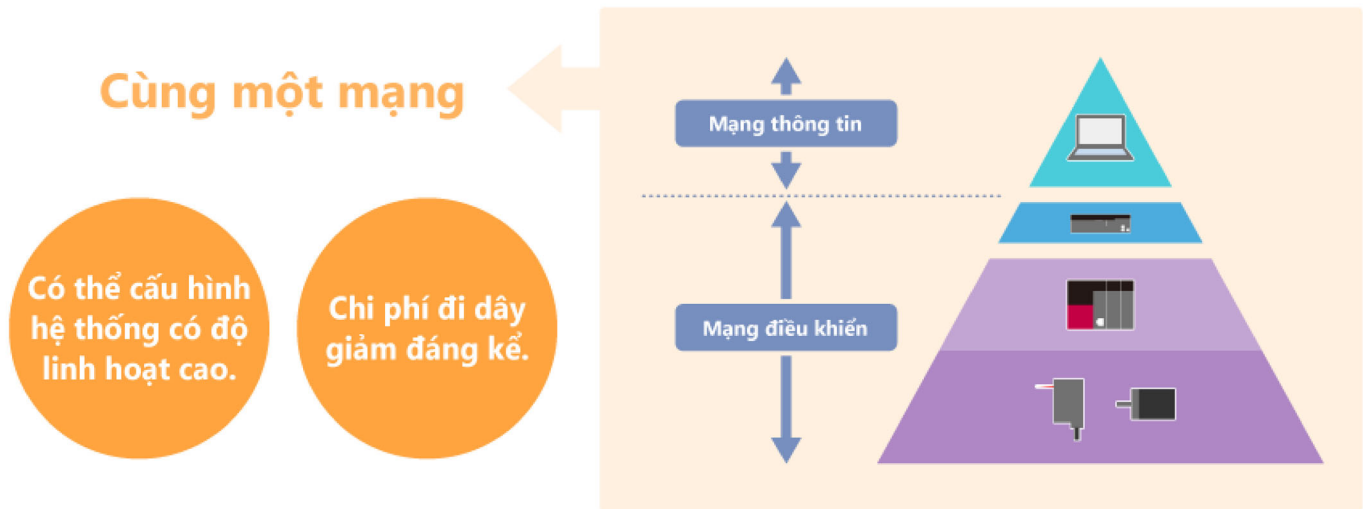 Cùng một mạng
Có thể cấu hình
hệ thống có độ
linh hoạt cao.
Chi phí đi dây
giảm đáng kể.
Mạng thông tin
Mạng điều khiển